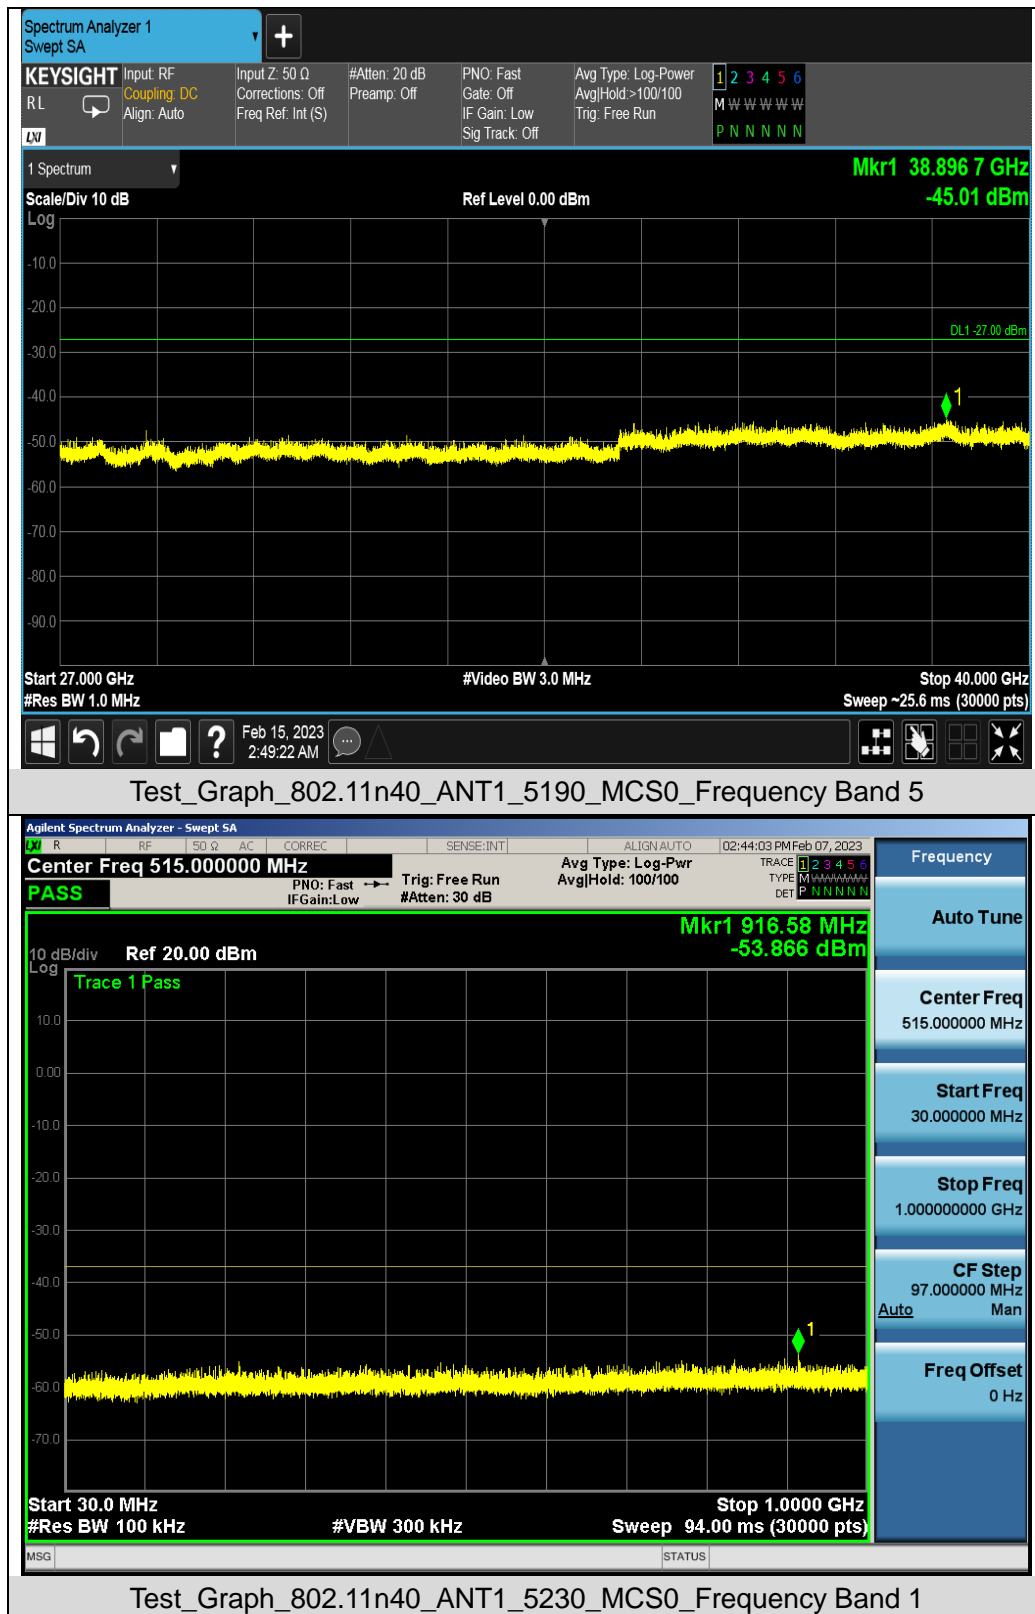 Spectrum Analyzer 1
Swept SA
KEYSIGHT Input: RF Input Z: 50 Ω #Atten: 20 dB PNO: Fast Avg Type: Log-Power 1 2 3 4 5 6
R L Coupling: DC Corrections: Off Preamp: Off Gate: Off Avg|Hold:>100/100 M W W W W W
Align: Auto Freq Ref: Int (S) IF Gain: Low Trig: Free Run
LXI Sig Track: Off P N N N N N
1 Spectrum Mkr1 38.896 7 GHz
Scale/Div 10 dB Ref Level 0.00 dBm -45.01 dBm
Log
-10.0
-20.0
DL1 -27.00 dBm
-30.0
-40.0
1
-50.0
-60.0
-70.0
-80.0
-90.0
Start 27.000 GHz #Video BW 3.0 MHz Stop 40.000 GHz
#Res BW 1.0 MHz Sweep ~25.6 ms (30000 pts)
Feb 15, 2023
2:49:22 AM
Test_Graph_802.11n40_ANT1_5190_MCS0_Frequency Band 5
Agilent Spectrum Analyzer - Swept SA
LXI R RF 50 Ω AC CORREC SENSE:INT ALIGN AUTO 02:44:03 PM Feb 07, 2023
Center Freq 515.000000 MHz Avg Type: Log-Pwr TRACE 1 2 3 4 5 6
PASS PNO: Fast Trig: Free Run Avg|Hold: 100/100 TYPE M W W W W W
IFGain:Low #Atten: 30 dB DET P N N N N N
Mkr1 916.58 MHz
10 dB/div Ref 20.00 dBm -53.866 dBm
Log
Trace 1 Pass
10.0
0.00
-10.0
-20.0
-30.0
-40.0
-50.0
1
-60.0
-70.0
Start 30.0 MHz Stop 1.0000 GHz
#Res BW 100 kHz #VBW 300 kHz Sweep 94.00 ms (30000 pts)
MSG STATUS
Frequency
Auto Tune
Center Freq
515.000000 MHz
Start Freq
30.000000 MHz
Stop Freq
1.000000000 GHz
CF Step
97.000000 MHz
Auto Man
Freq Offset
0 Hz
Test_Graph_802.11n40_ANT1_5230_MCS0_Frequency Band 1